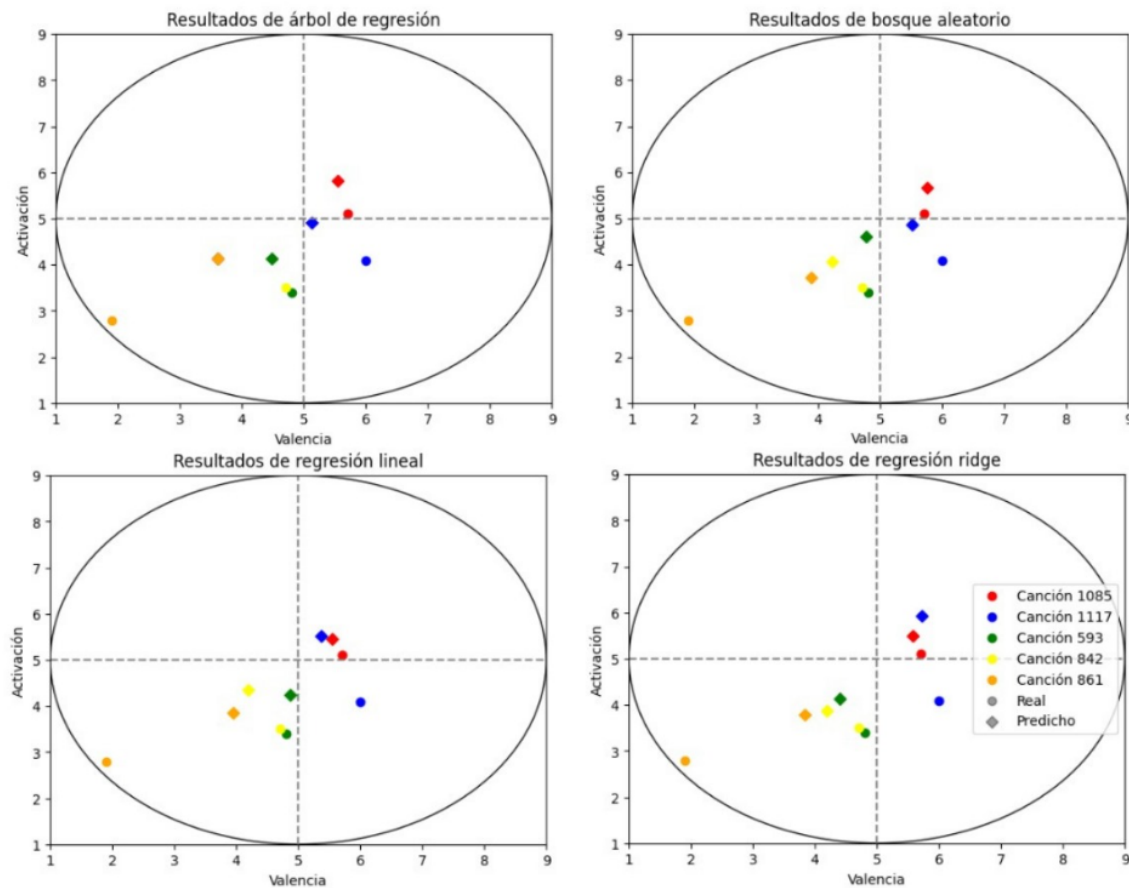 Resultados de árbol de regresión
9
8
7
6
5
4
3
2
1
Activación
1 2 3 4 5 6 7 8 9
Valencia
Resultados de bosque aleatorio
9
8
7
6
5
4
3
2
1
Activación
1 2 3 4 5 6 7 8 9
Valencia
Resultados de regresión lineal
9
8
7
6
5
4
3
2
1
Activación
1 2 3 4 5 6 7 8 9
Valencia
Resultados de regresión ridge
9
8
7
6
5
4
3
2
1
Activación
Canción 1085
Canción 1117
Canción 593
Canción 842
Canción 861
Real
Predicho
1 2 3 4 5 6 7 8 9
Valencia